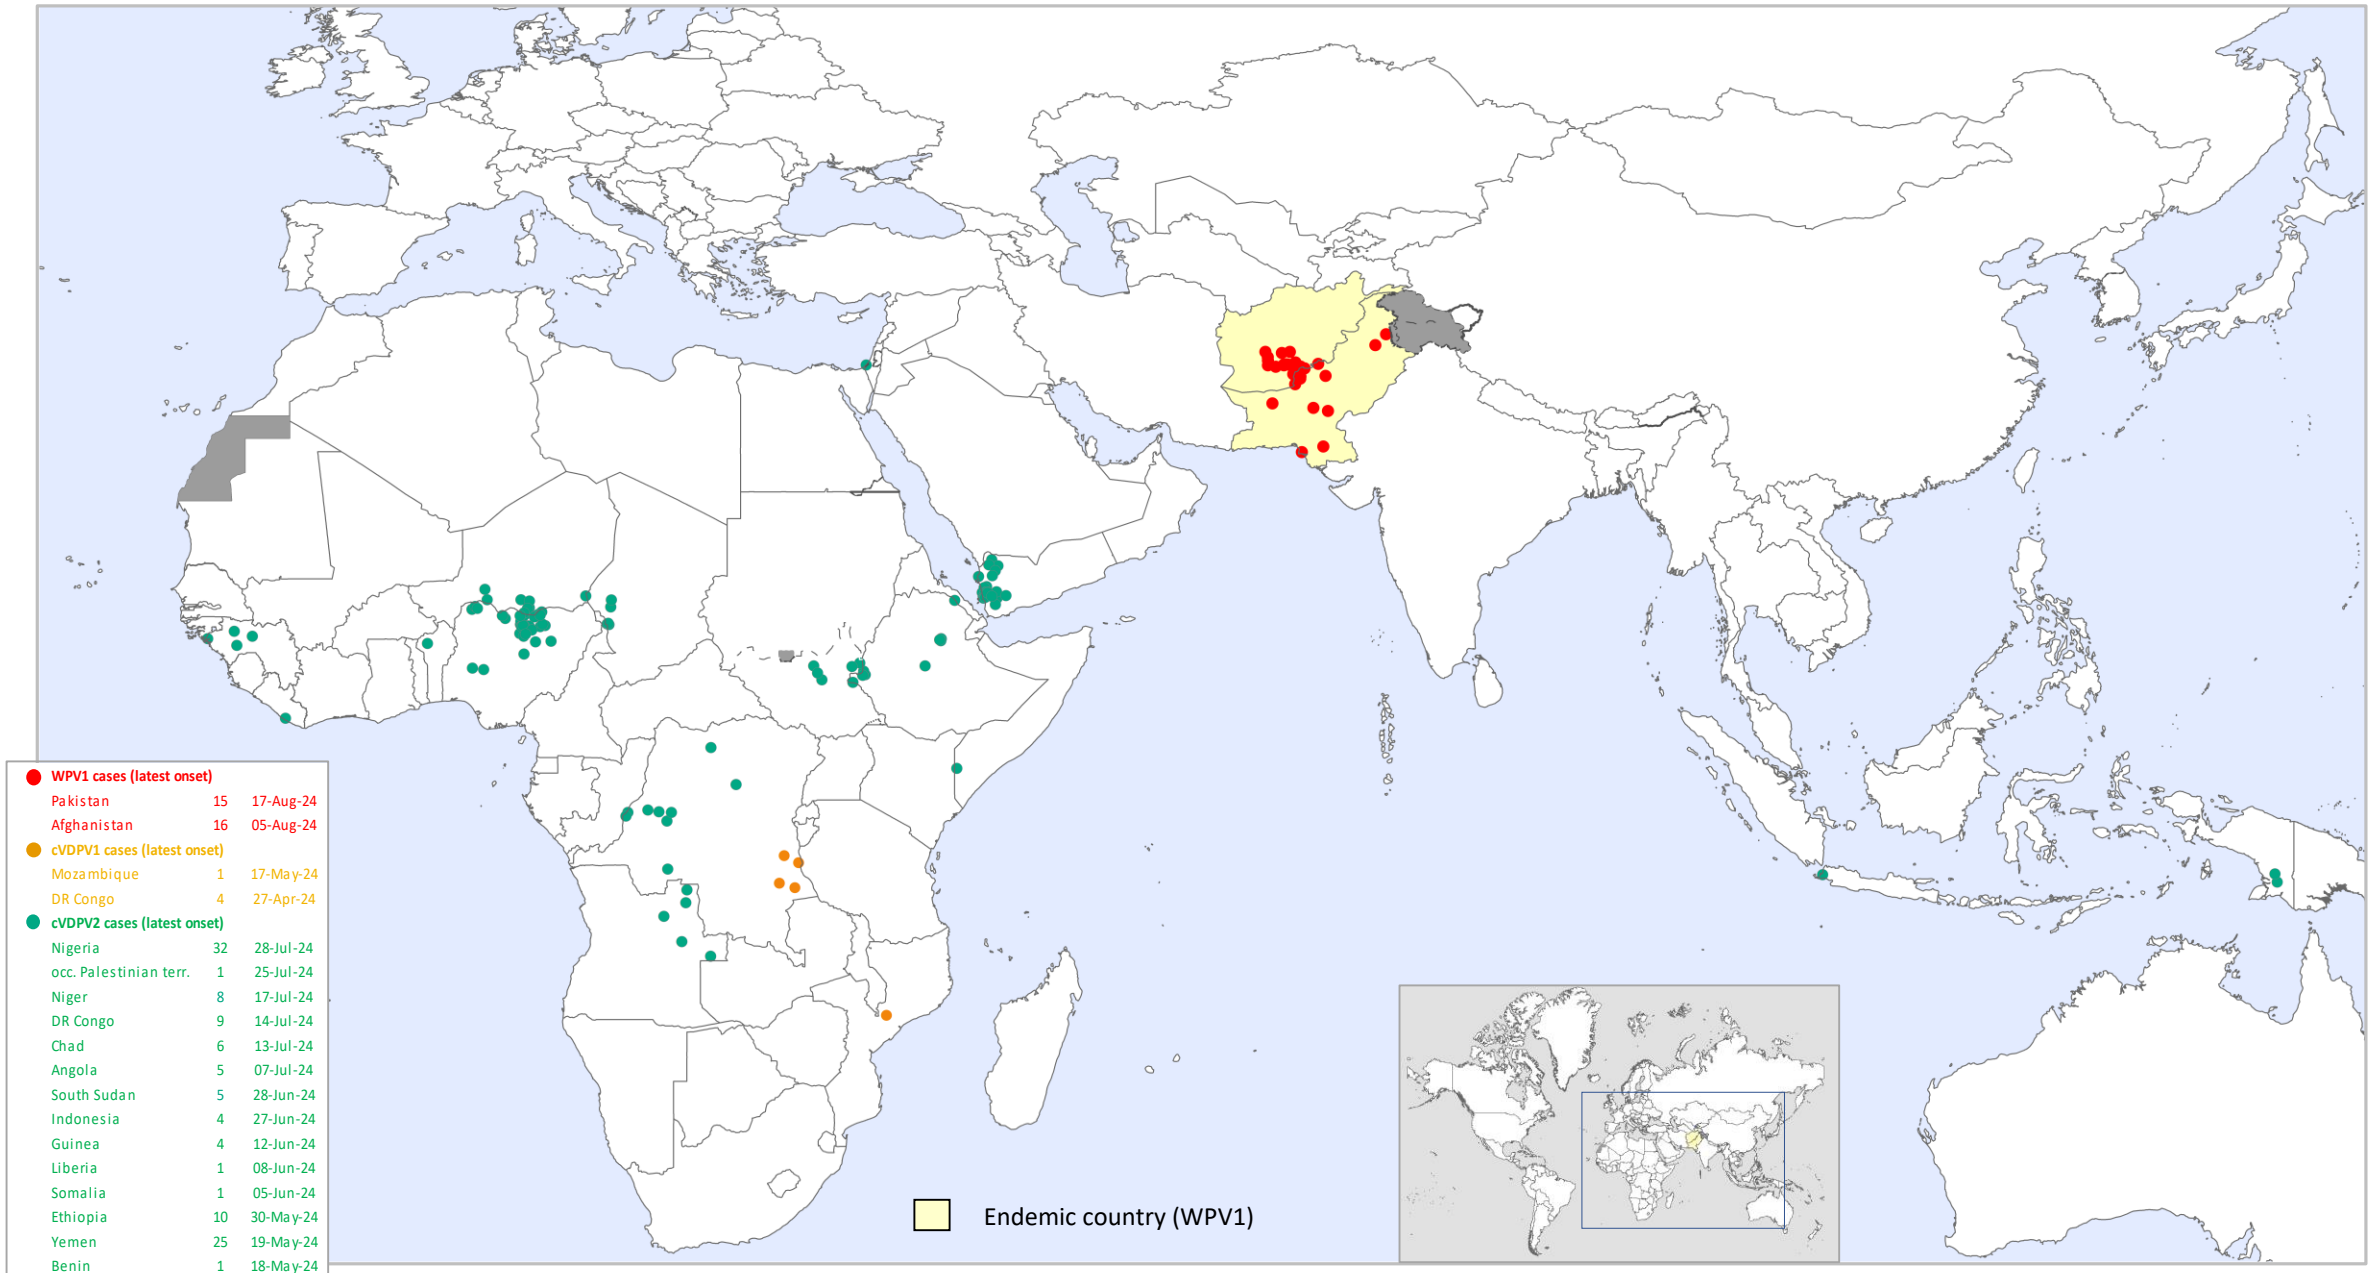 WPV1 cases (latest onset)
Pakistan 15 17-Aug-24
Afghanistan 16 05-Aug-24
cVDPV1 cases (latest onset)
Mozambique 1 17-May-24
DR Congo 4 27-Apr-24
cVDPV2 cases (latest onset)
Nigeria 32 28-Jul-24
occ. Palestinian terr. 1 25-Jul-24
Niger 8 17-Jul-24
DR Congo 9 14-Jul-24
Chad 6 13-Jul-24
Angola 5 07-Jul-24
South Sudan 5 28-Jun-24
Indonesia 4 27-Jun-24
Guinea 4 12-Jun-24
Liberia 1 08-Jun-24
Somalia 1 05-Jun-24
Ethiopia 10 30-May-24
Yemen 25 19-May-24
Benin 1 18-May-24
Endemic country (WPV1)